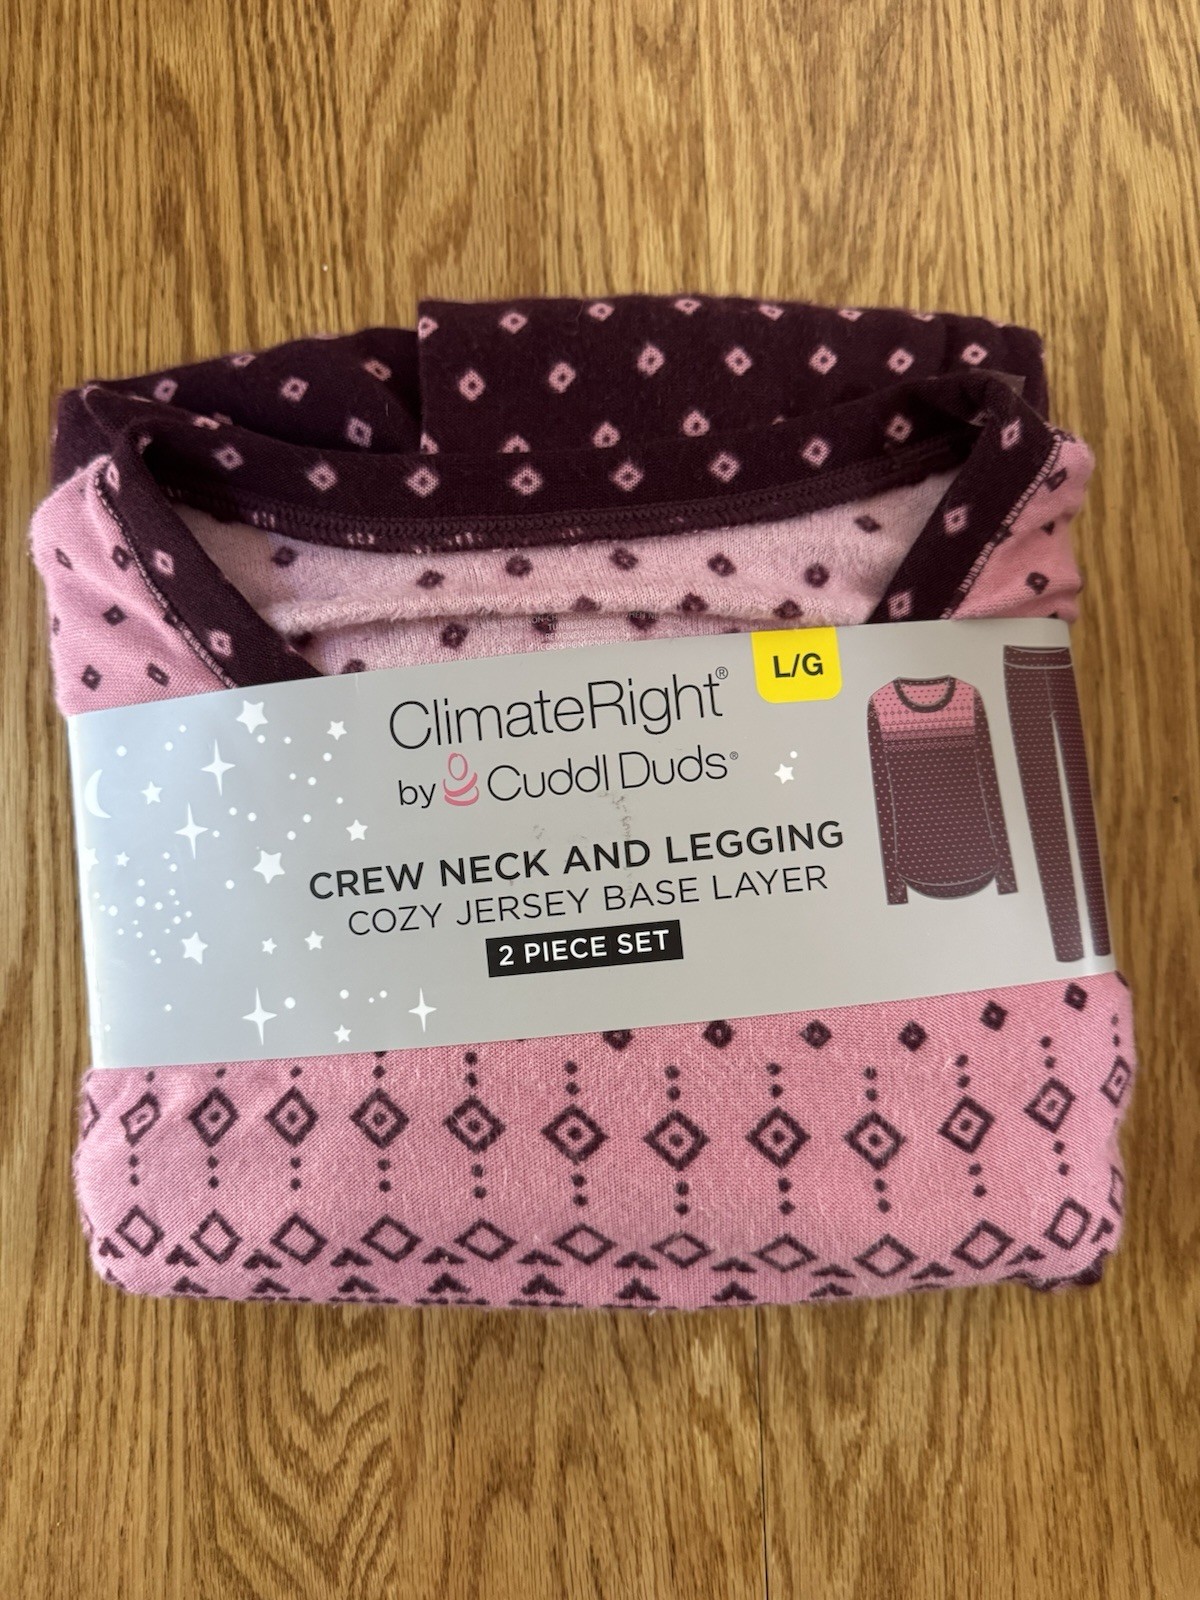 L/G
ClimateRight®
by Cuddl Duds®
CREW NECK AND LEGGING
COZY JERSEY BASE LAYER
2 PIECE SET